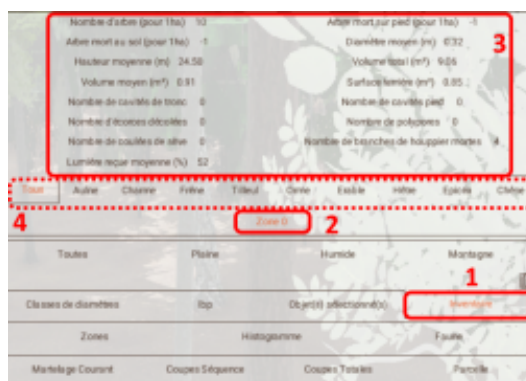 Nombre d'arbre (pour 1ha) 10 Arbre mort sur pied (pour 1ha) -1
Arbre mort au sol (pour 1ha) -1 Diamètre moyen (m) 0.32
3
Hauteur moyenne (m) 24.58 Volume total (m³) 9.06
Volume moyen (m³) 0.91 Surface terrière (m²) 0.85
Nombre de cavités de tronc 0 Nombre de cavités pied 0
Nombre d'écorces décollées 0 Nombre de polypores 0
Nombre de coulées de sève 0 Nombre de branches de houppier mortes 4
Lumière reçue moyenne (%) 52
Tout Aulne Charme Frêne Tilleul Orme Erable Hêtre Epicéa Chêne
4 Zone 0 2
Toutes Plaine Humide Montagne
1
Classes de diamètres Ibp Objet(s) sélectionné(s) Inventaire
Zones Histogramme Faune
Martelage Courant Coupes Séquence Coupes Totales Parcelle